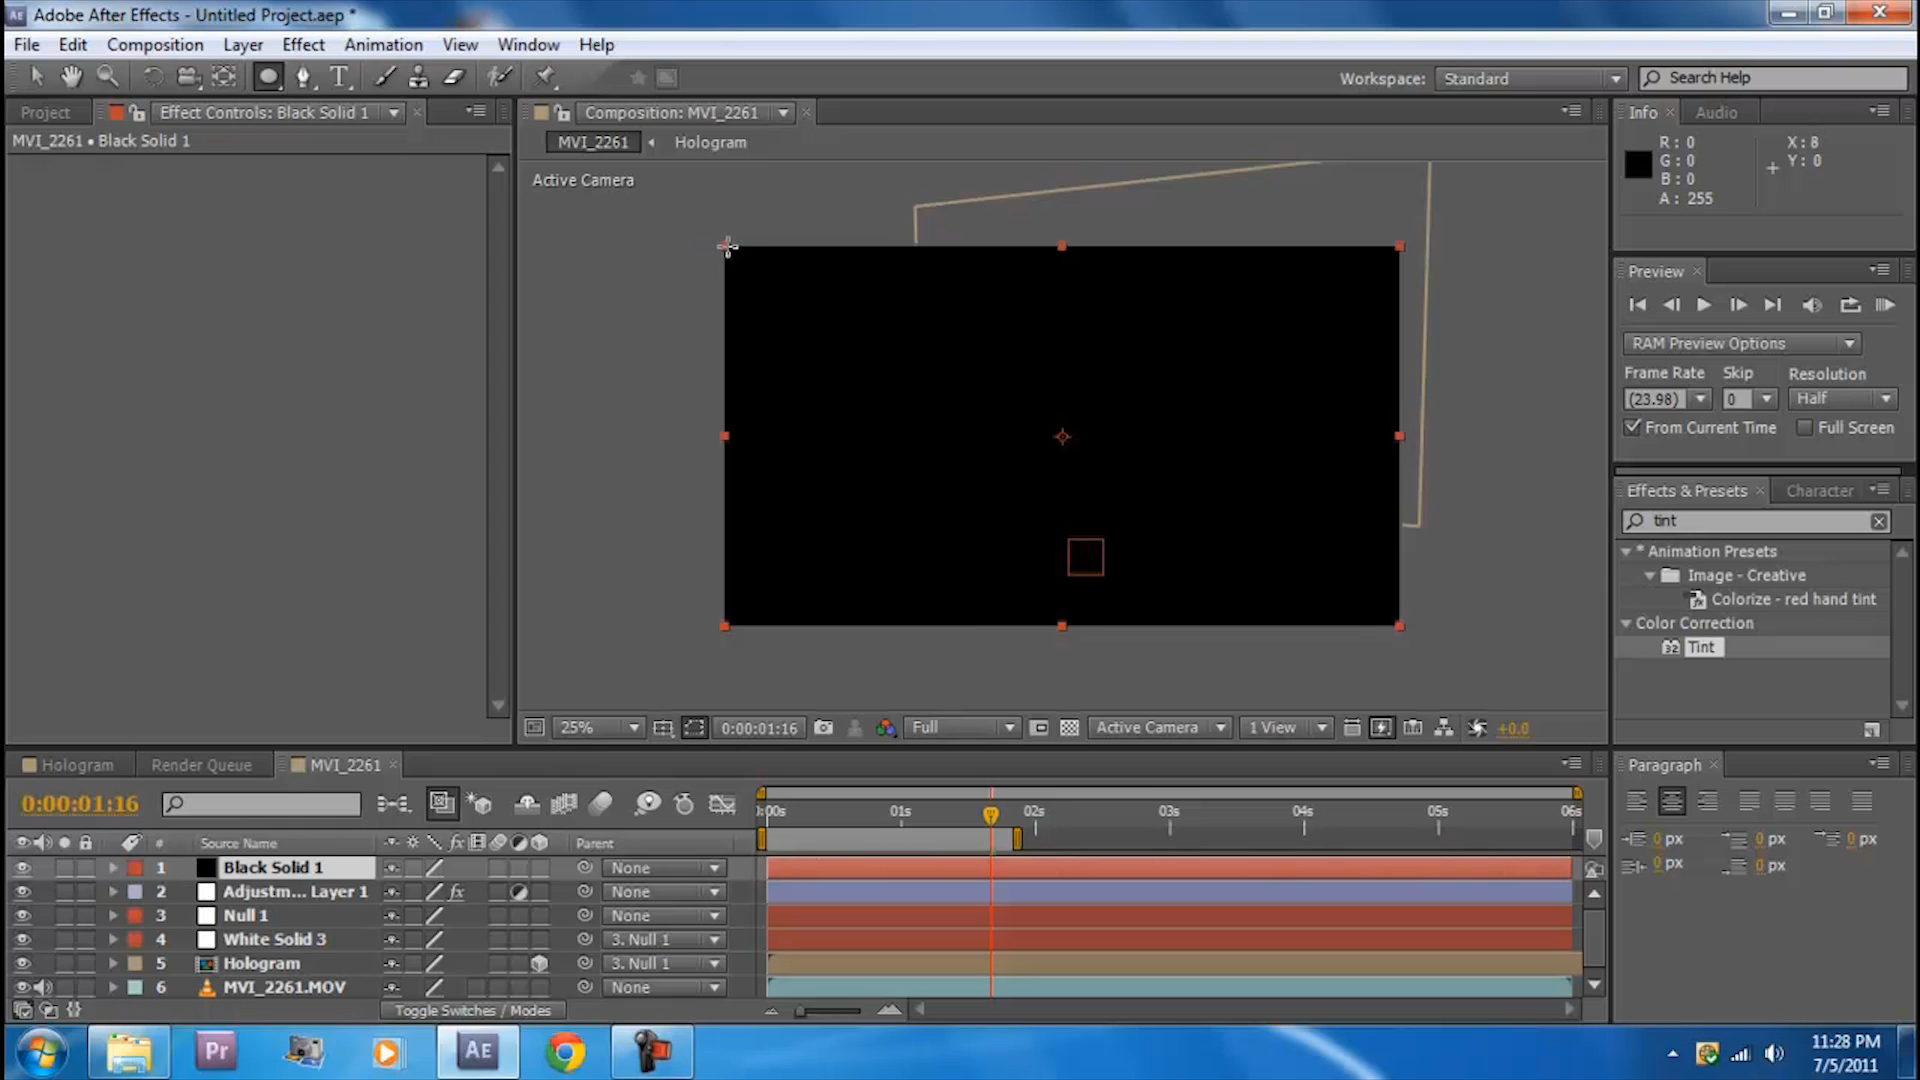 Adobe After Effects - Untitled Project.aep *
File Edit Composition Layer Effect Animation View Window Help
Workspace: Standard Search Help
Project Effect Controls: Black Solid 1 Composition: MVI_2261 Info Audio
MVI_2261 • Black Solid 1
MVI_2261 Hologram
Active Camera
R : 0 X : 8
G : 0 Y : 0
B : 0
A : 255
Preview
RAM Preview Options
Frame Rate Skip Resolution
(23.98) 0 Half
From Current Time Full Screen
Effects & Presets Character
tint
* Animation Presets
Image - Creative
Colorize - red hand tint
Color Correction
32 Tint
25% 0:00:01:16 Full Active Camera 1 View +0.0
Hologram Render Queue MVI_2261 Paragraph
0:00:01:16
):00s 01s 02s 03s 04s 05s 06s
0 px 0 px 0 px
0 px 0 px
# Source Name fx Parent
1 Black Solid 1 None
2 Adjustm... Layer 1 fx None
3 Null 1 None
4 White Solid 3 3. Null 1
5 Hologram 3. Null 1
6 MVI_2261.MOV None
Toggle Switches / Modes
Pr AE
11:28 PM
7/5/2011